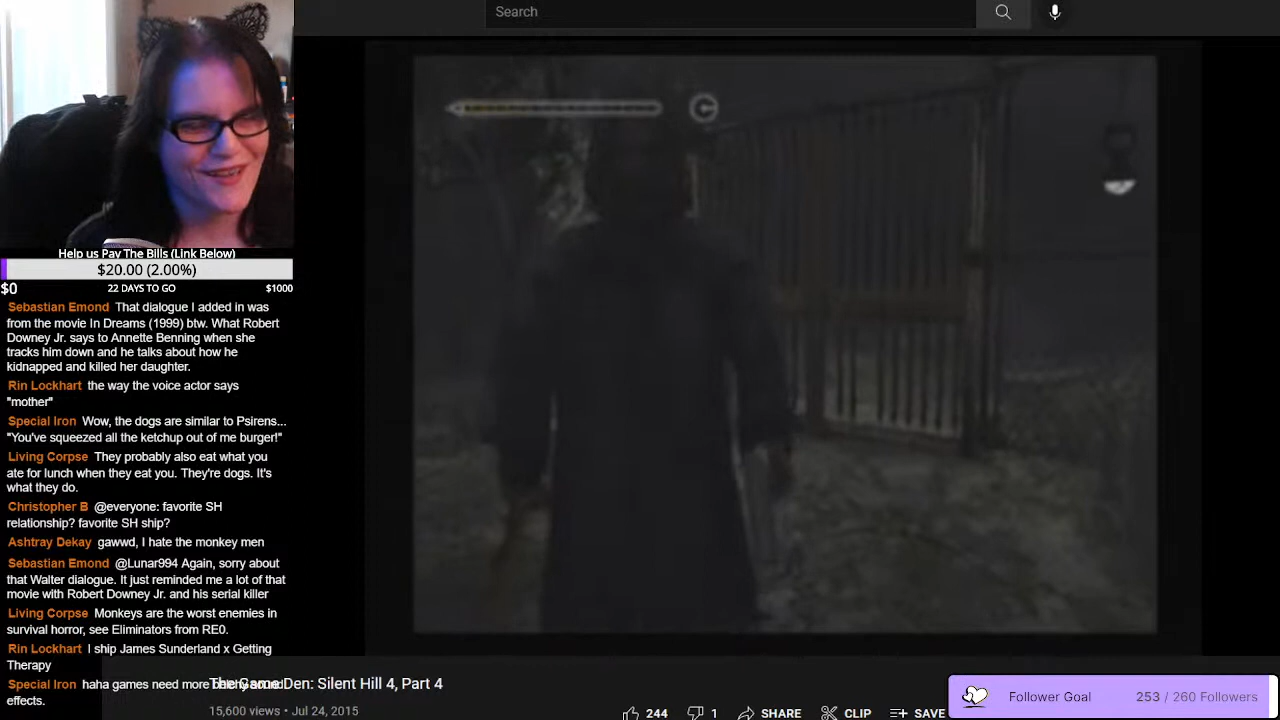 Search
Help us Pay The Bills (Link Below)
$20.00 (2.00%)
$0 22 DAYS TO GO $1000
Sebastian Emond That dialogue I added in was
from the movie In Dreams (1999) btw. What Robert
Downey Jr. says to Annette Benning when she
tracks him down and he talks about how he
kidnapped and killed her daughter.
Rin Lockhart the way the voice actor says
"mother"
Special Iron Wow, the dogs are similar to Psirens...
"You've squeezed all the ketchup out of me burger!"
Living Corpse They probably also eat what you
ate for lunch when they eat you. They're dogs. It's
what they do.
Christopher B @everyone: favorite SH
relationship? favorite SH ship?
Ashtray Dekay gawwd, I hate the monkey men
Sebastian Emond @Lunar994 Again, sorry about
that Walter dialogue. It just reminded me a lot of that
movie with Robert Downey Jr. and his serial killer
Living Corpse Monkeys are the worst enemies in
survival horror, see Eliminators from RE0.
Rin Lockhart I ship James Sunderland x Getting
Therapy
Special Iron haha games need more
effects.
The Game Den: Silent Hill 4, Part 4
15,600 views • Jul 24, 2015
244 1 SHARE CLIP SAVE
Follower Goal 253 / 260 Followers